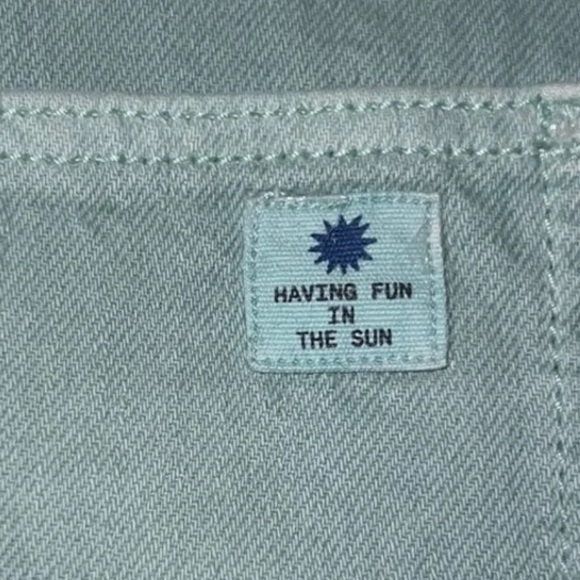 HAVING FUN
IN
THE SUN